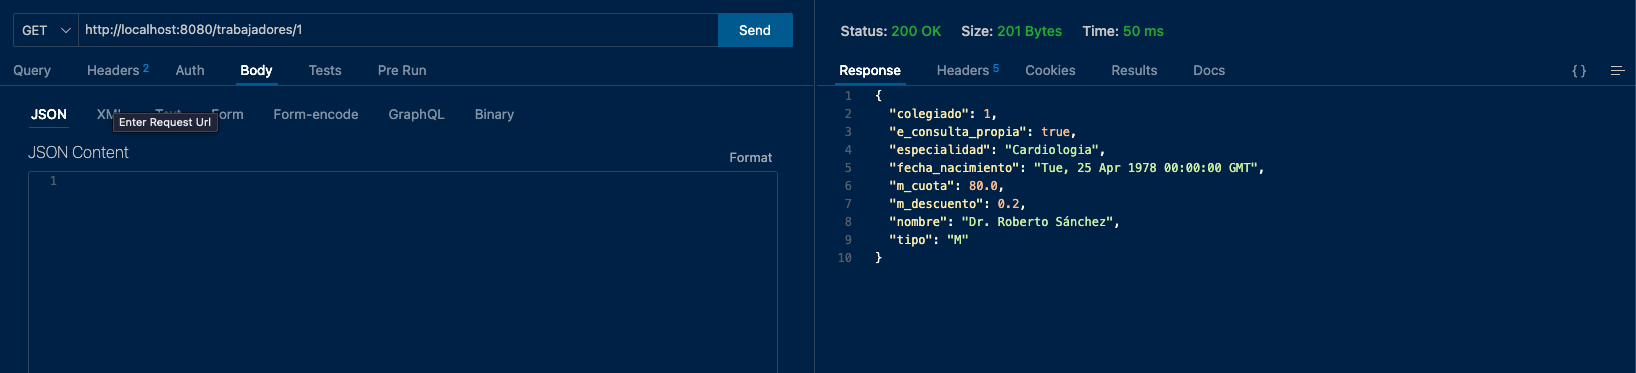 GET http://localhost:8080/trabajadores/1 Send
Query Headers 2 Auth Body Tests Pre Run
JSON XML Text Form Form-encode GraphQL Binary
Enter Request Url
JSON Content
Format
1
Status: 200 OK Size: 201 Bytes Time: 50 ms
Response Headers 5 Cookies Results Docs { }
1 {
2 "colegiado": 1,
3 "e_consulta_propia": true,
4 "especialidad": "Cardiologia",
5 "fecha_nacimiento": "Tue, 25 Apr 1978 00:00:00 GMT",
6 "m_cuota": 80.0,
7 "m_descuento": 0.2,
8 "nombre": "Dr. Roberto Sánchez",
9 "tipo": "M"
10 }